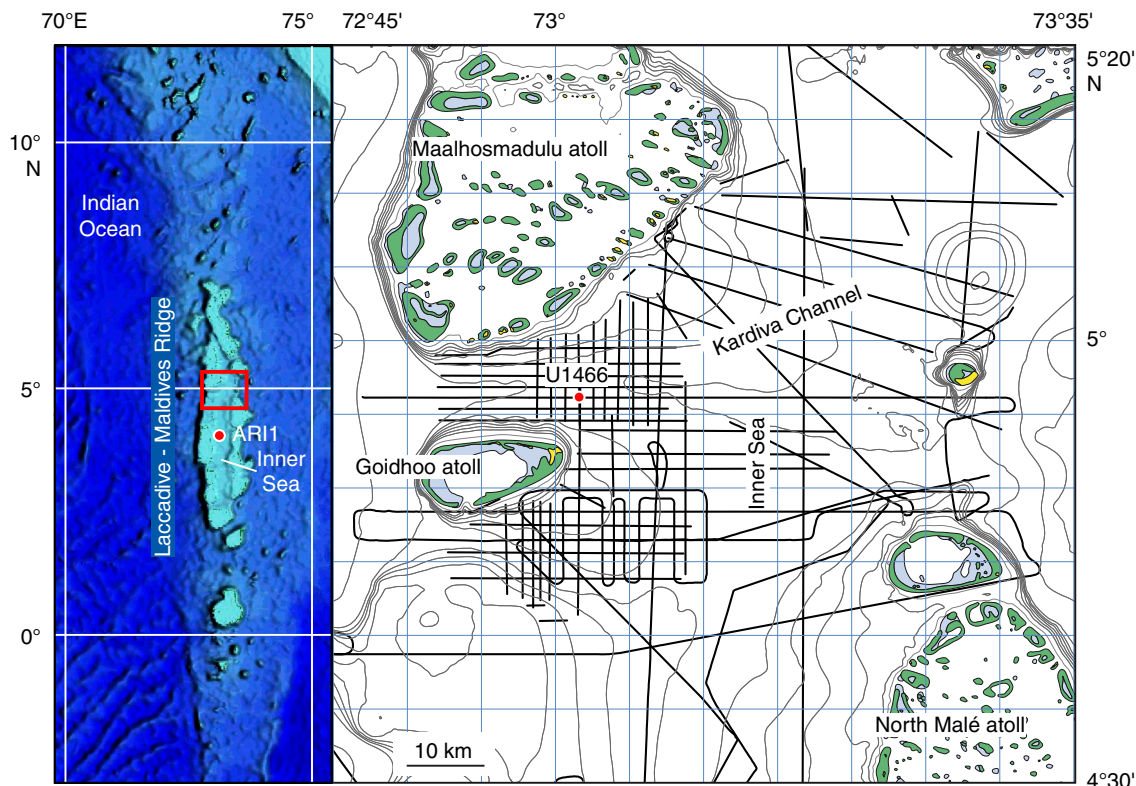 70°E
75°
72°45'
73°
73°35'
5°20'
N
10°
N
Indian
Ocean
Maalhosmadulu atoll
Laccadive - Maldives Ridge
Kardiva Channel
5°
U1466
5°
ARI1
Inner
Sea
Goidhoo atoll
Inner Sea
0°
North Malé atoll
10 km
4°30'